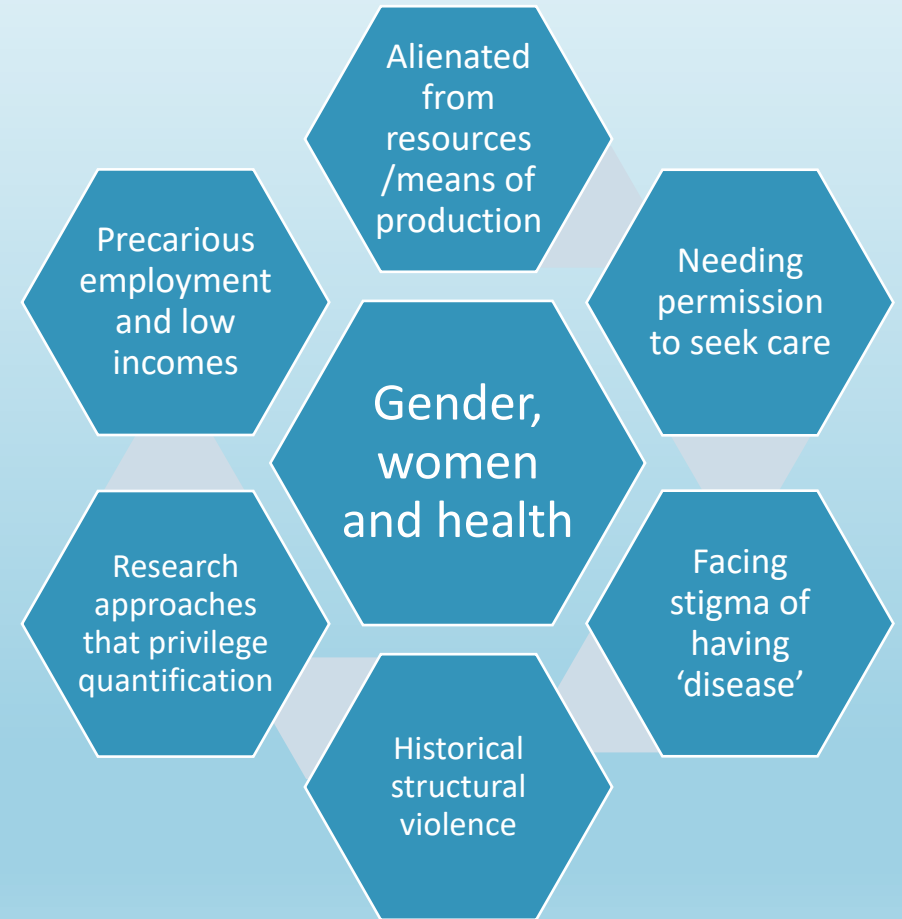 Alienated
from
resources
/means of
production
Needing
permission
to seek care
Facing
stigma of
having
‘disease’
Historical
structural
violence
Research
approaches
that privilege
quantification
Precarious
employment
and low
incomes
Gender,
women
and health